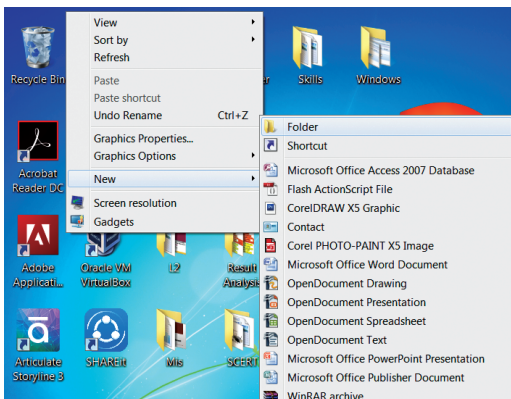 View
Sort by
Refresh
Paste
Paste shortcut
Undo Rename Ctrl+Z
Graphics Properties...
Graphics Options
New
Screen resolution
Gadgets
Folder
Shortcut
Microsoft Office Access 2007 Database
Flash ActionScript File
CorelDRAW X5 Graphic
Contact
Corel PHOTO-PAINT X5 Image
Microsoft Office Word Document
OpenDocument Drawing
OpenDocument Presentation
OpenDocument Spreadsheet
OpenDocument Text
Microsoft Office PowerPoint Presentation
Microsoft Office Publisher Document
WinRAR archive
Recycle Bin
Skills
Windows
Acrobat
Reader DC
Adobe
Applicati...
Oracle VM
VirtualBox
L2
Result
Analysis
Articulate
Storyline 3
SHAREit
Mis
SCERT